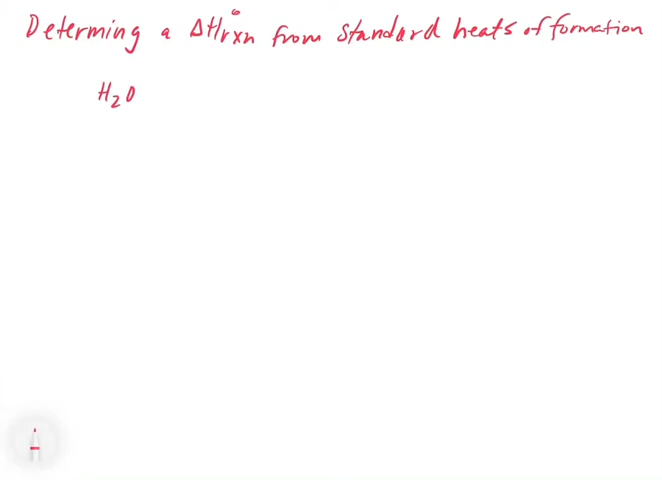 Determing a ΔH°rxn from standard heats of formation
H₂O